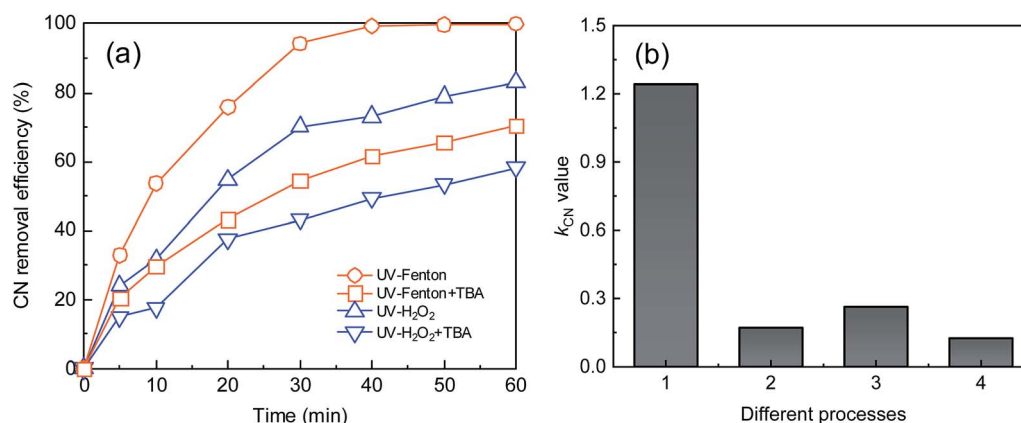 (a)
CN removal efficiency (%)
100
80
60
40
20
0
0 10 20 30 40 50 60
Time (min)
UV-Fenton
UV-Fenton+TBA
UV-H₂O₂
UV-H₂O₂+TBA
(b)
k_CN value
1.5
1.2
0.9
0.6
0.3
0.0
1 2 3 4
Different processes